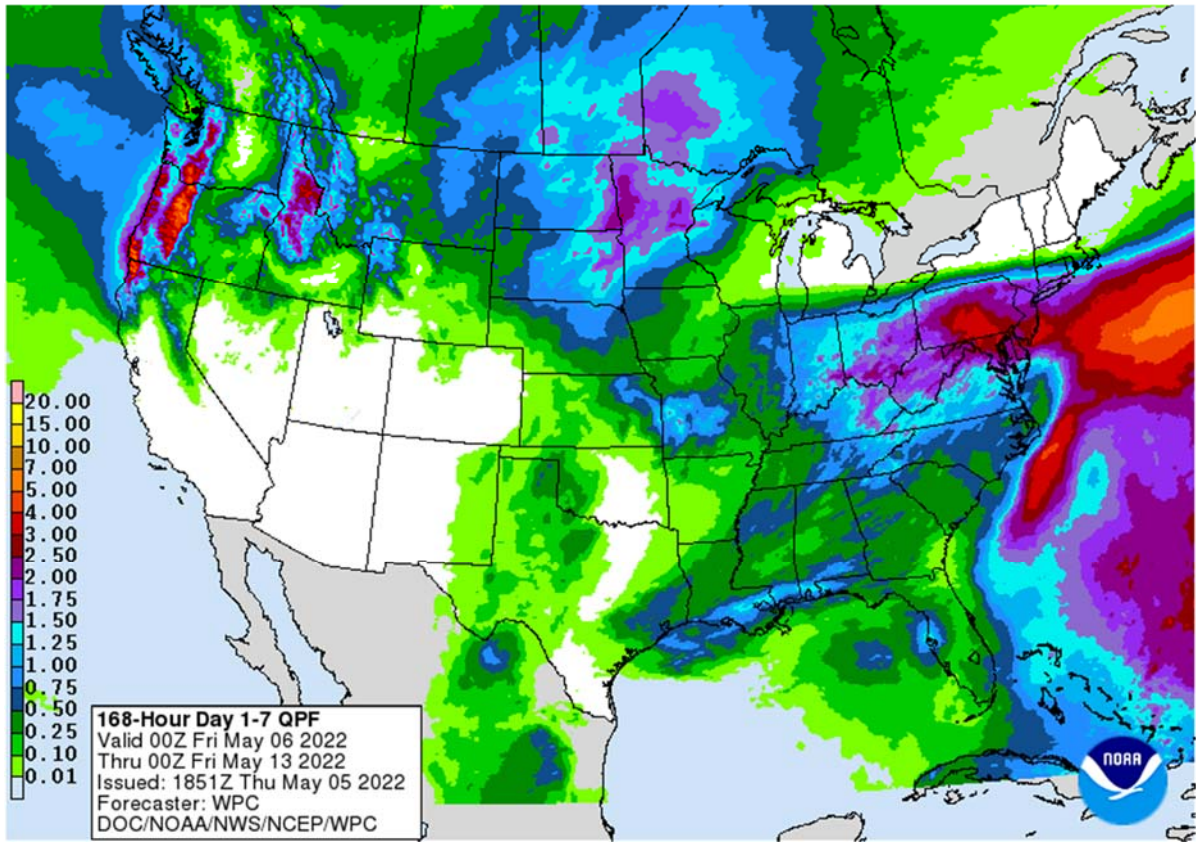 20.00
15.00
10.00
7.00
5.00
4.00
3.00
2.50
2.00
1.75
1.50
1.25
1.00
0.75
0.50
0.25
0.10
0.01
168-Hour Day 1-7 QPF
Valid 00Z Fri May 06 2022
Thru 00Z Fri May 13 2022
Issued: 1851Z Thu May 05 2022
Forecaster: WPC
DOC/NOAA/NWS/NCEP/WPC
NOAA